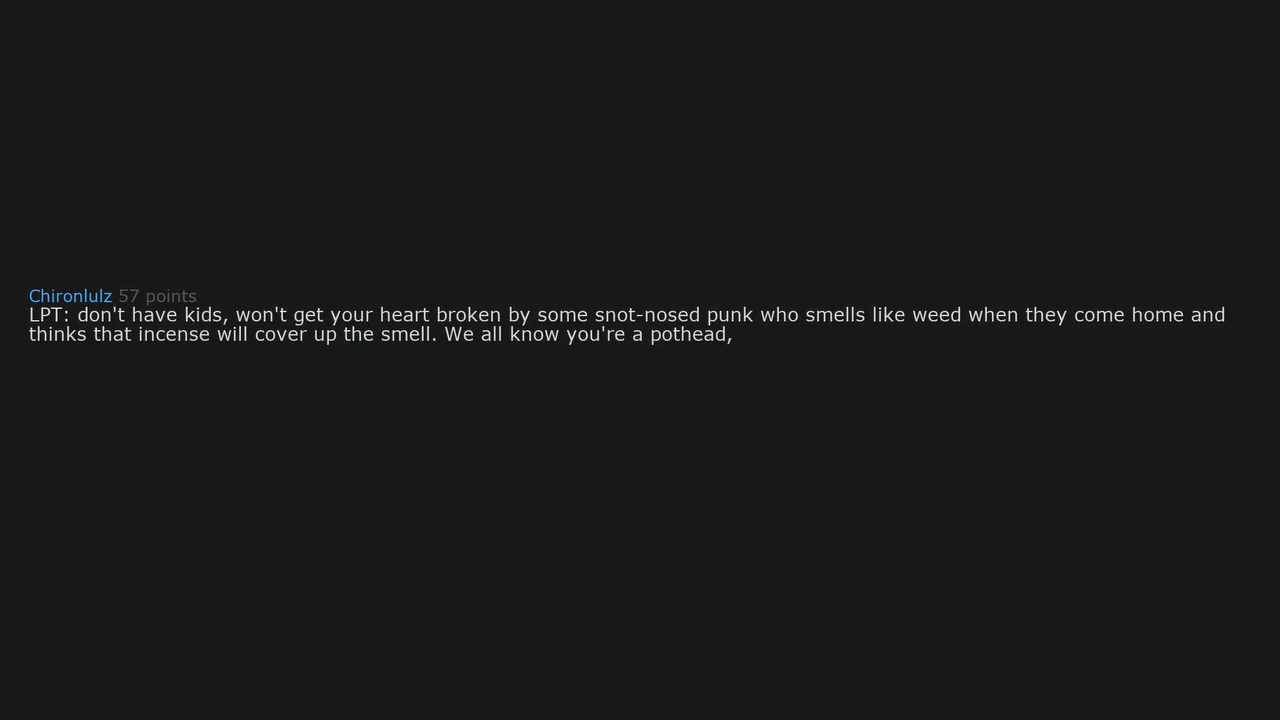 Chironlulz 57 points
LPT: don't have kids, won't get your heart broken by some snot-nosed punk who smells like weed when they come home and
thinks that incense will cover up the smell. We all know you're a pothead,